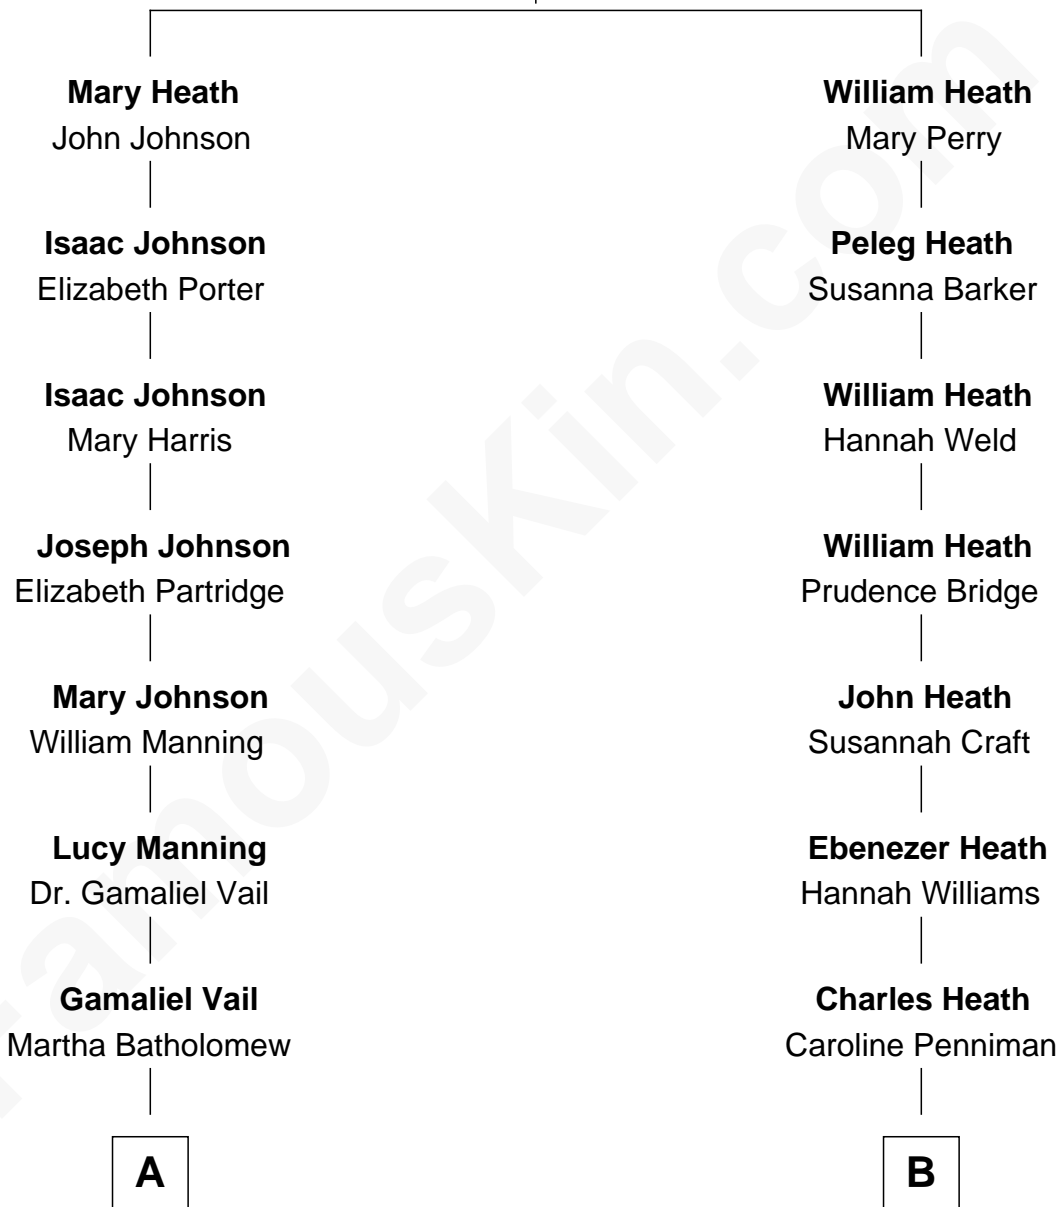 Mary Heath
John Johnson
Isaac Johnson
Elizabeth Porter
Isaac Johnson
Mary Harris
Joseph Johnson
Elizabeth Partridge
Mary Johnson
William Manning
Lucy Manning
Dr. Gamaliel Vail
Gamaliel Vail
Martha Batholomew
A
William Heath
Mary Perry
Peleg Heath
Susanna Barker
William Heath
Hannah Weld
William Heath
Prudence Bridge
John Heath
Susannah Craft
Ebenezer Heath
Hannah Williams
Charles Heath
Caroline Penniman
B
FamousKin.com